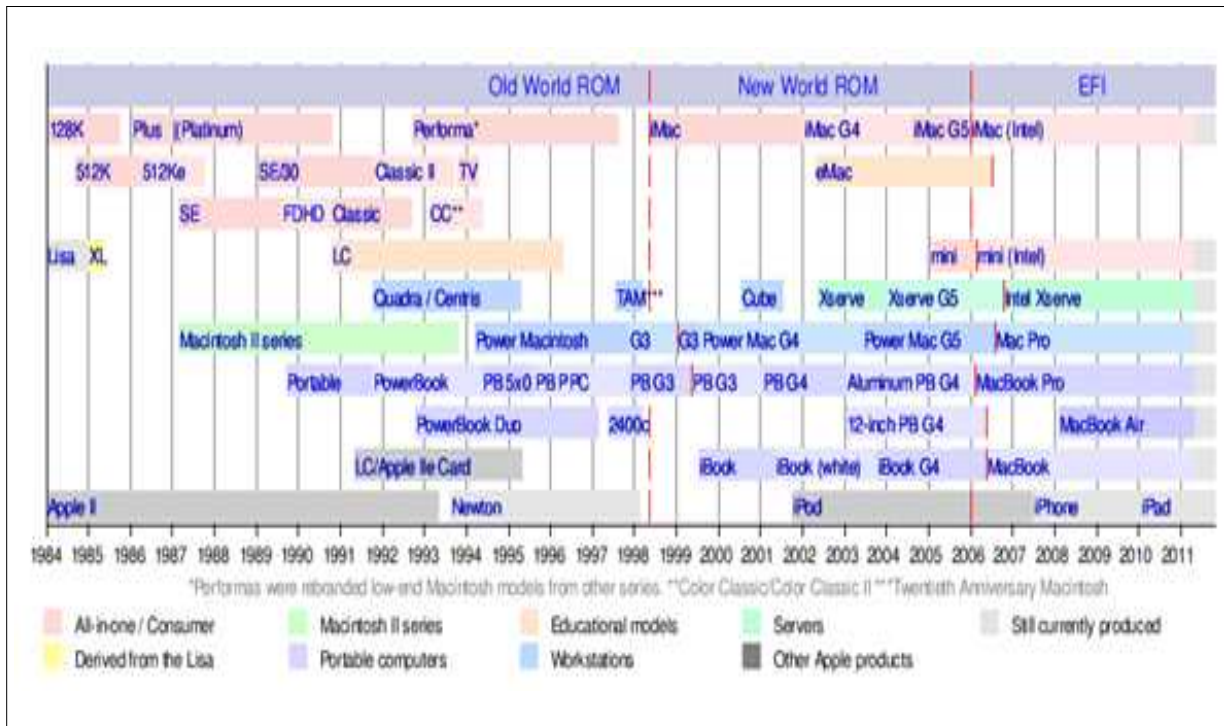 Old World ROM New World ROM EFI
128K Plus (Platinum) Performa* iMac iMac G4 iMac G5 iMac (Intel)
512K 512Ke SE/30 Classic II TV eMac
SE FDHD Classic CC**
Lisa XL LC mini mini (Intel)
Quadra / Centris TAM*** Cube Xserve Xserve G5 Intel Xserve
Macintosh II series Power Macintosh G3 G3 Power Mac G4 Power Mac G5 Mac Pro
Portable PowerBook PB 5x0 PB PPC PB G3 PB G3 PB G4 Aluminum PB G4 MacBook Pro
PowerBook Duo 2400c 12-inch PB G4 MacBook Air
LC/Apple IIe Card iBook iBook (white) iBook G4 MacBook
Apple II Newton iPod iPhone iPad
1984 1985 1986 1987 1988 1989 1990 1991 1992 1993 1994 1995 1996 1997 1998 1999 2000 2001 2002 2003 2004 2005 2006 2007 2008 2009 2010 2011
*Performas were rebanded low-end Macintosh models from other series. **Color Classic/Color Classic II ***Twentieth Anniversary Macintosh
All-in-one / Consumer Macintosh II series Educational models Servers Still currently produced
Derived from the Lisa Portable computers Workstations Other Apple products